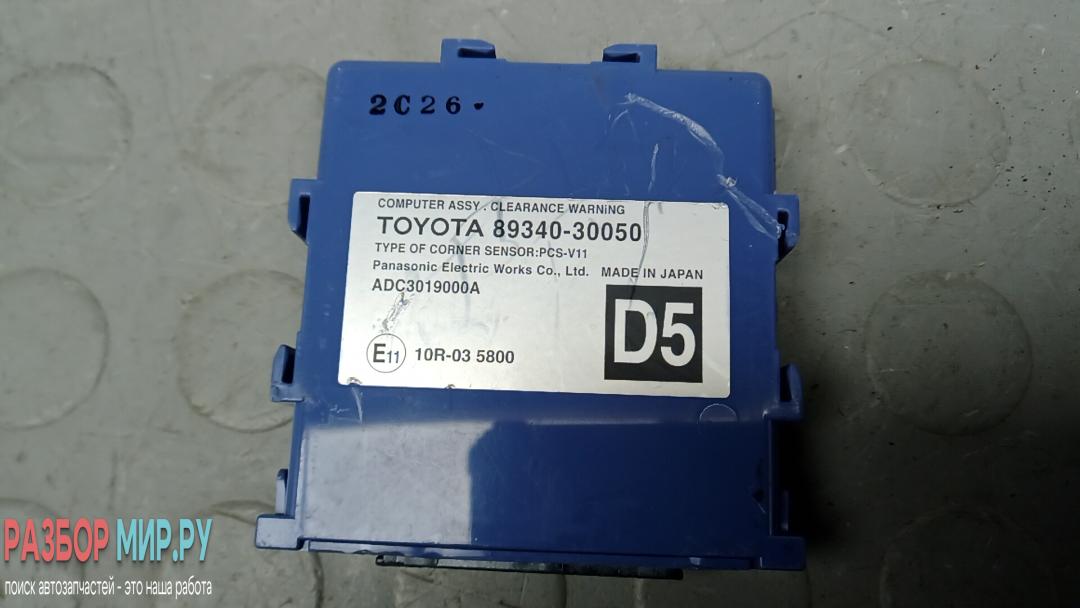 2C26
COMPUTER ASSY. CLEARANCE WARNiNG
TOYOTA 89340-30050
TYPE OF CORNER SENSOR:PCS-V11
Panasonic Electric Works Co., Ltd. MADE IN JAPAN
ADC3019000A
D5
E11 10R-03 5800
РАЗБОР МИР.РУ
поиск автозапчастей - это наша работа